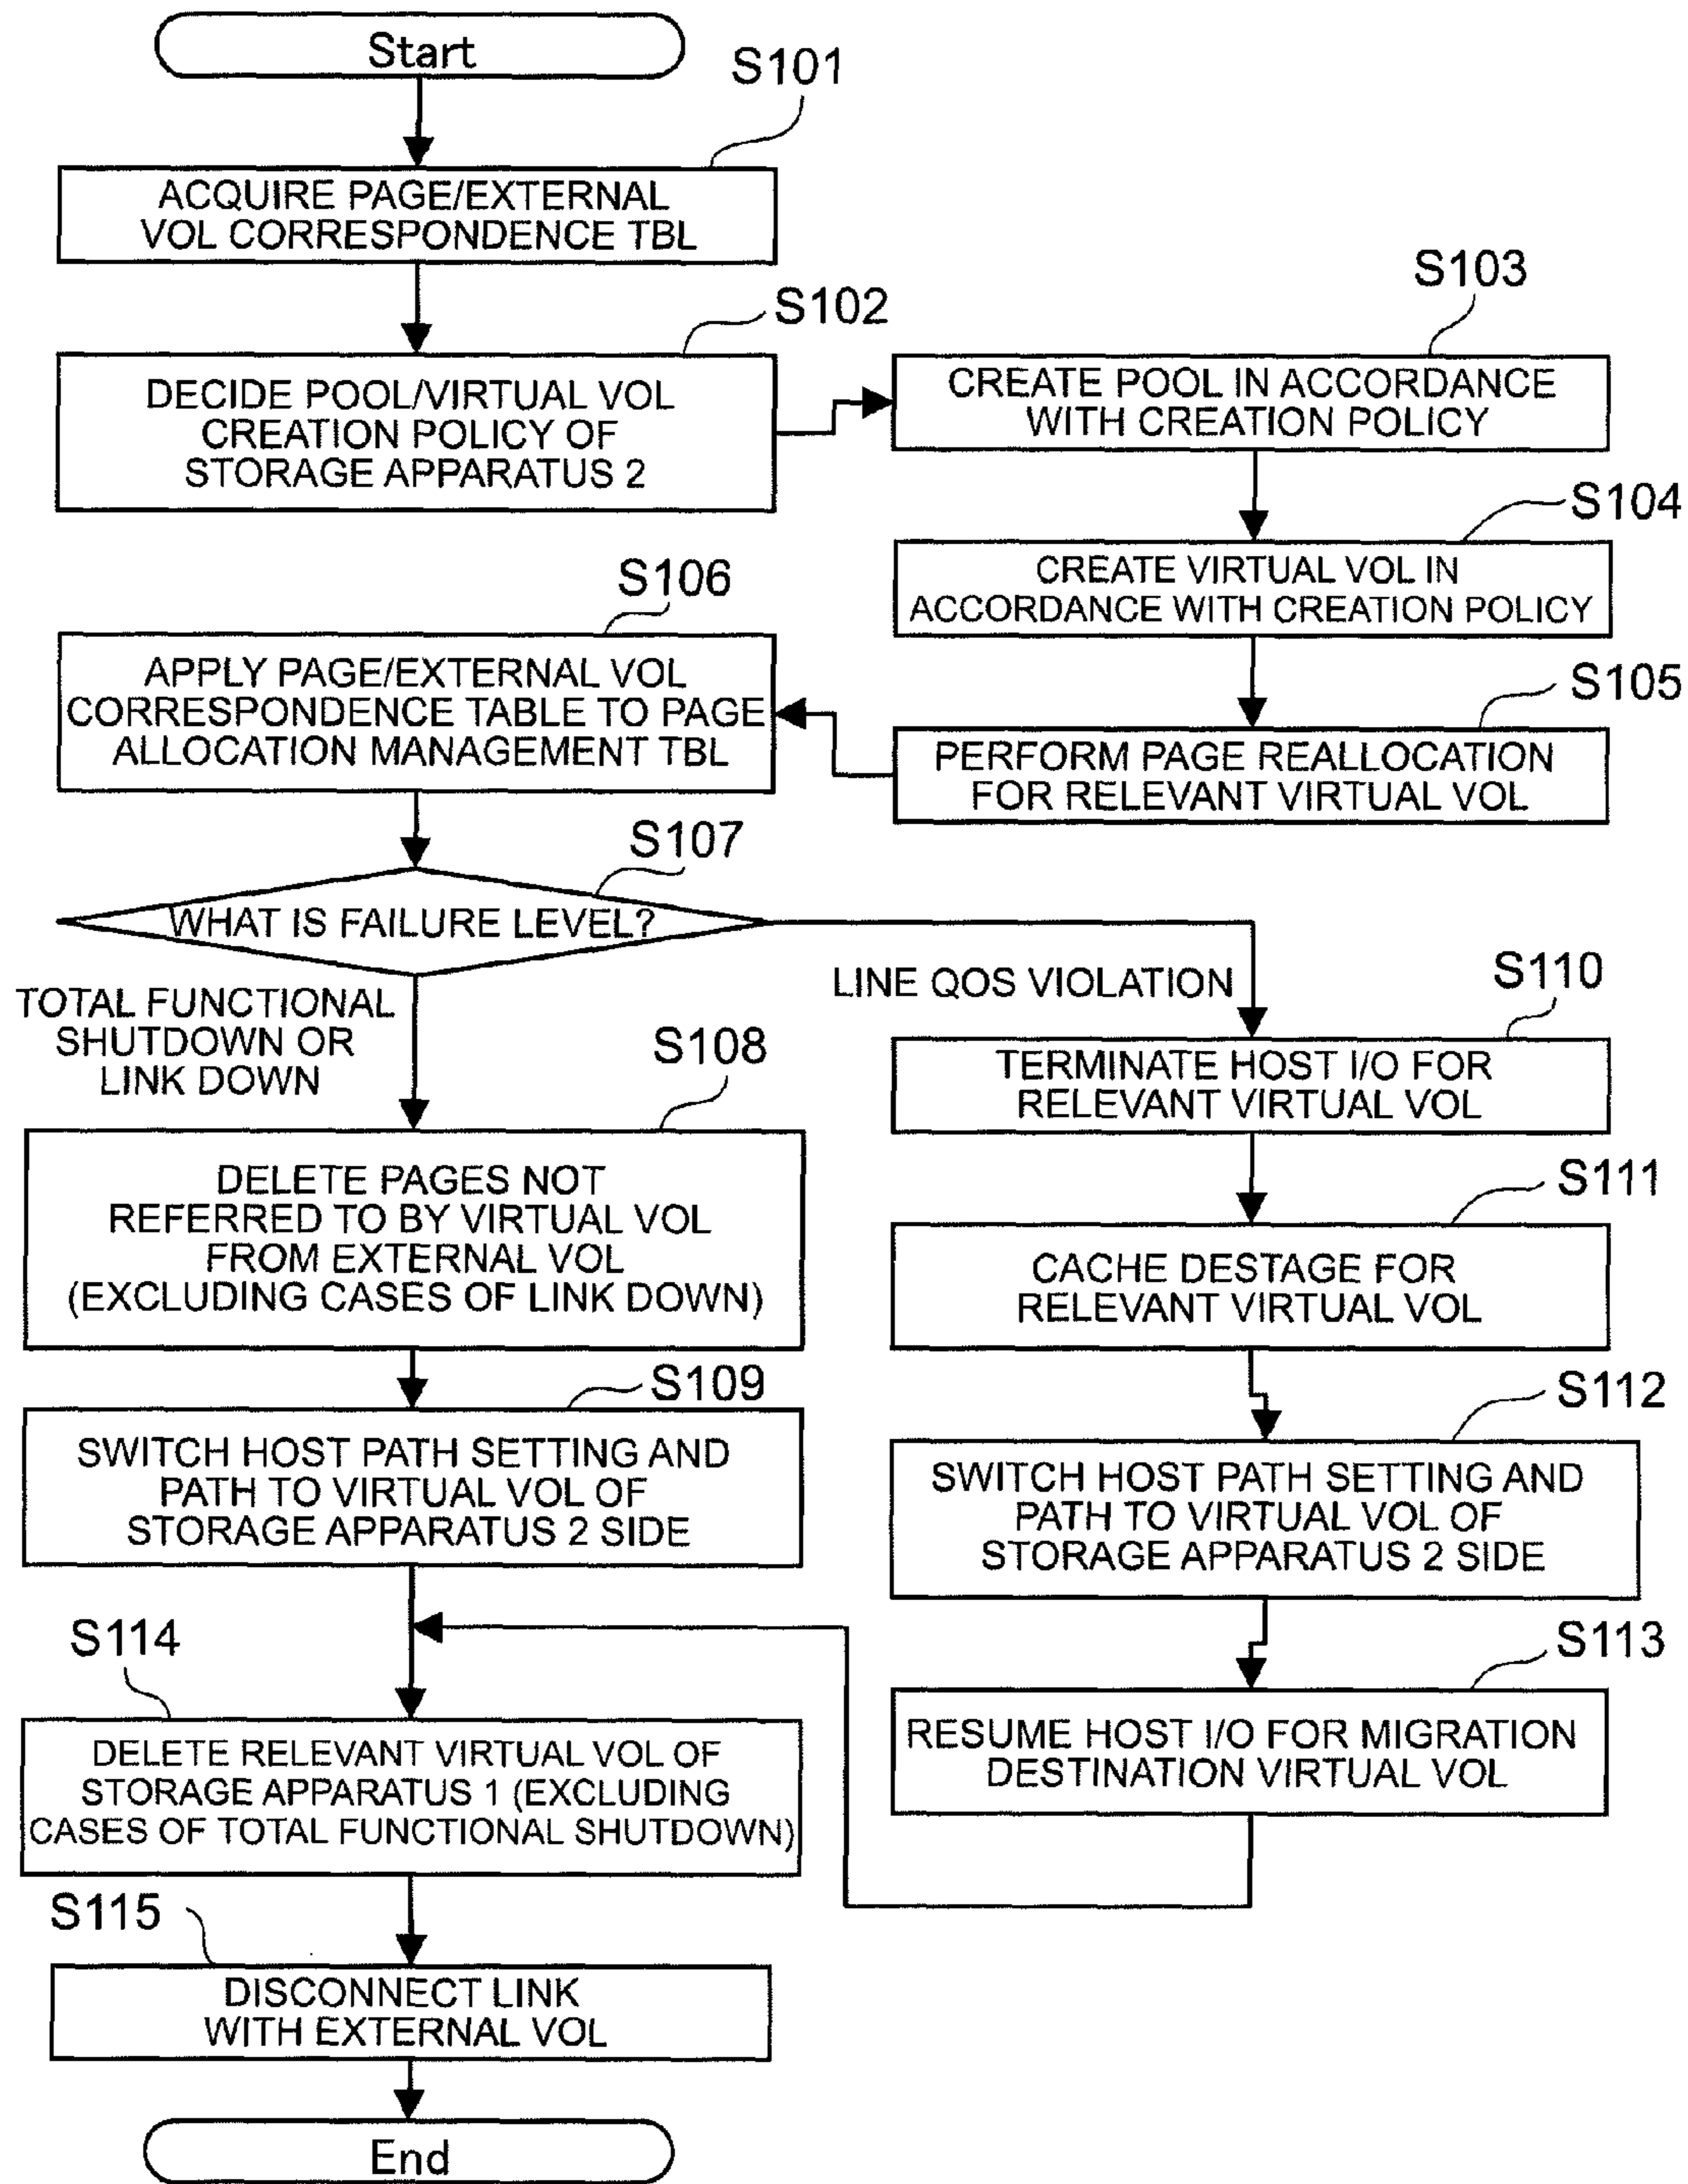 Start
S101
ACQUIRE PAGE/EXTERNAL
VOL CORRESPONDENCE TBL
S102
DECIDE POOL/VIRTUAL VOL
CREATION POLICY OF
STORAGE APPARATUS 2
S103
CREATE POOL IN ACCORDANCE
WITH CREATION POLICY
S104
CREATE VIRTUAL VOL IN
ACCORDANCE WITH CREATION POLICY
S105
PERFORM PAGE REALLOCATION
FOR RELEVANT VIRTUAL VOL
S106
APPLY PAGE/EXTERNAL VOL
CORRESPONDENCE TABLE TO PAGE
ALLOCATION MANAGEMENT TBL
S107
WHAT IS FAILURE LEVEL?
TOTAL FUNCTIONAL
SHUTDOWN OR
LINK DOWN
S108
DELETE PAGES NOT
REFERRED TO BY VIRTUAL VOL
FROM EXTERNAL VOL
(EXCLUDING CASES OF LINK DOWN)
S109
SWITCH HOST PATH SETTING AND
PATH TO VIRTUAL VOL OF
STORAGE APPARATUS 2 SIDE
LINE QOS VIOLATION
S110
TERMINATE HOST I/O FOR
RELEVANT VIRTUAL VOL
S111
CACHE DESTAGE FOR
RELEVANT VIRTUAL VOL
S112
SWITCH HOST PATH SETTING AND
PATH TO VIRTUAL VOL OF
STORAGE APPARATUS 2 SIDE
S113
RESUME HOST I/O FOR MIGRATION
DESTINATION VIRTUAL VOL
S114
DELETE RELEVANT VIRTUAL VOL OF
STORAGE APPARATUS 1 (EXCLUDING
CASES OF TOTAL FUNCTIONAL SHUTDOWN)
S115
DISCONNECT LINK
WITH EXTERNAL VOL
End